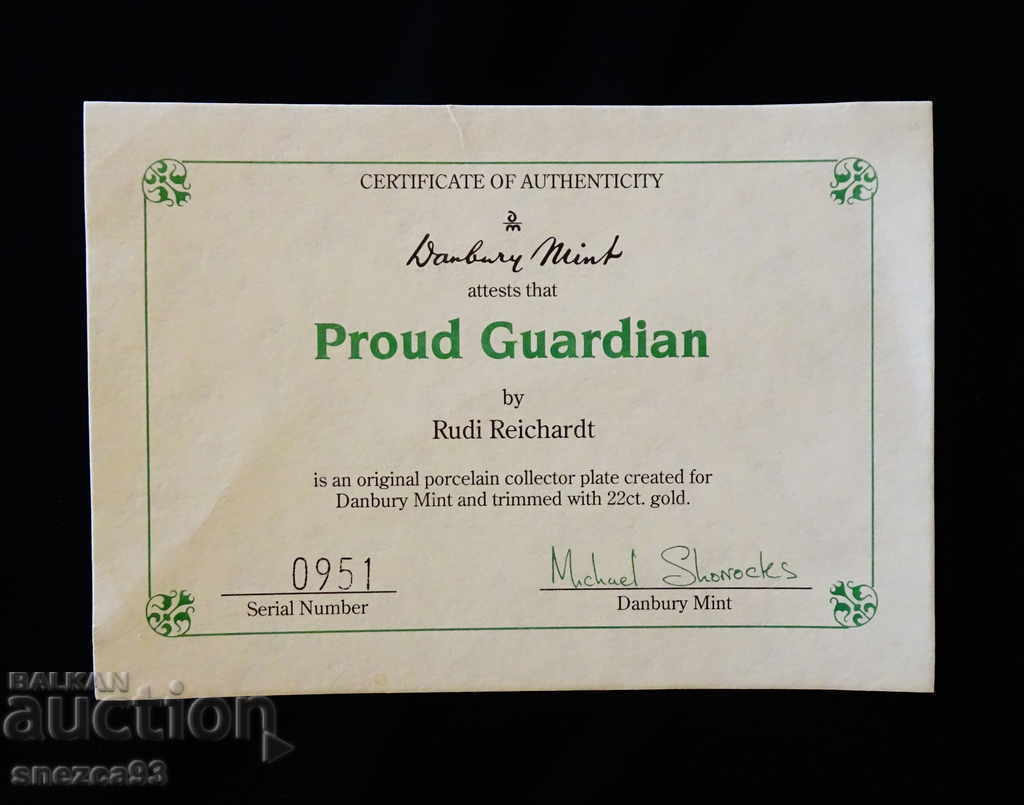 CERTIFICATE OF AUTHENTICITY
Danbury Mint
attests that
Proud Guardian
by
Rudi Reichardt
is an original porcelain collector plate created for
Danbury Mint and trimmed with 22ct. gold.
0951
Serial Number
Michael Shorrocks
Danbury Mint
BALKAN
auction
snezca93